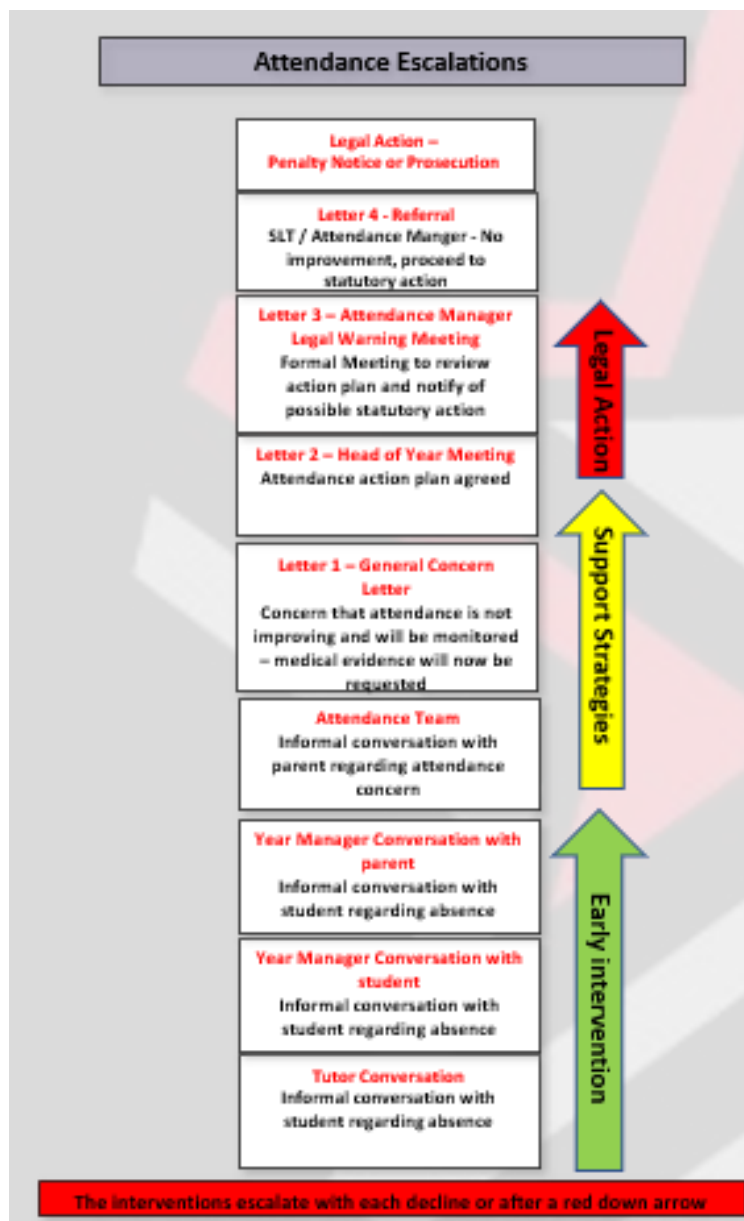 Attendance Escalations
Legal Action –
Penalty Notice or Prosecution
Letter 4 - Referral
SLT / Attendance Manger - No
improvement, proceed to
statutory action
Letter 3 – Attendance Manager
Legal Warning Meeting
Formal Meeting to review
action plan and notify of
possible statutory action
Letter 2 – Head of Year Meeting
Attendance action plan agreed
Letter 1 – General Concern
Letter
Concern that attendance is not
improving and will be monitored
– medical evidence will now be
requested
Attendance Team
Informal conversation with
parent regarding attendance
concern
Year Manager Conversation with
parent
Informal conversation with
student regarding absence
Year Manager Conversation with
student
Informal conversation with
student regarding absence
Tutor Conversation
Informal conversation with
student regarding absence
Legal Action
Support Strategies
Early intervention
The interventions escalate with each decline or after a red down arrow